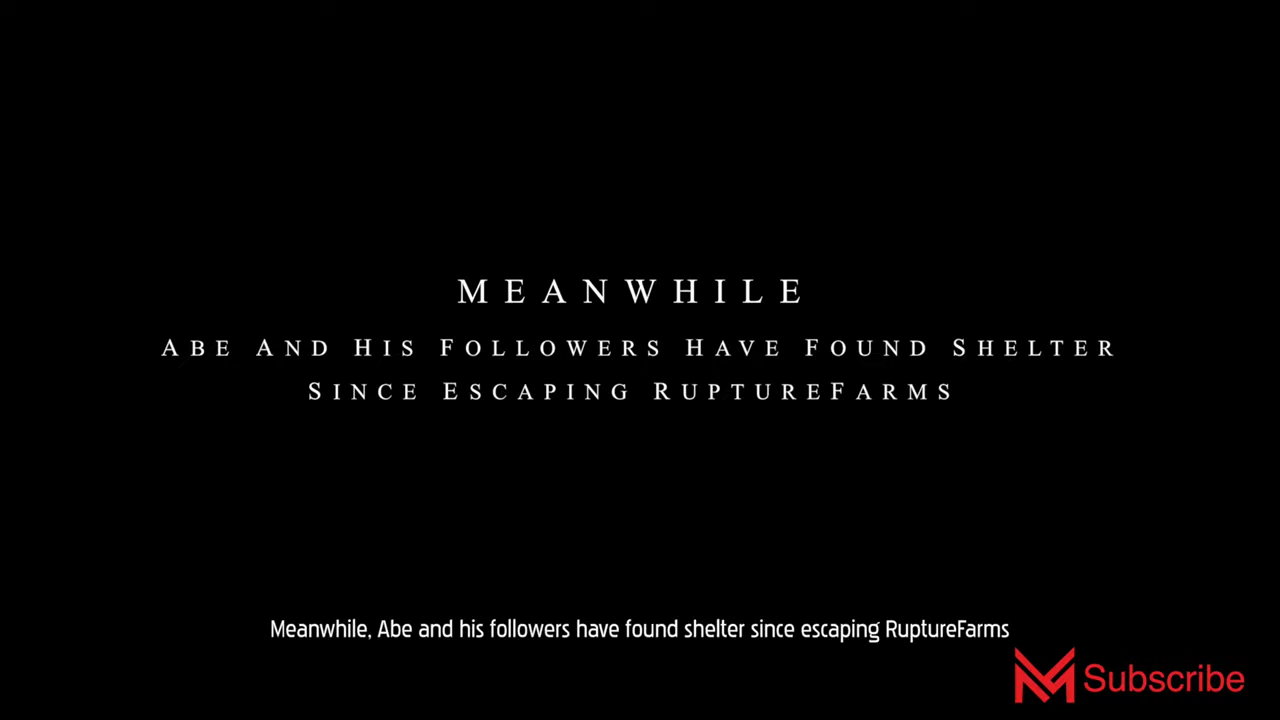 MEANWHILE
ABE AND HIS FOLLOWERS HAVE FOUND SHELTER
SINCE ESCAPING RUPTUREFARMS
Meanwhile, Abe and his followers have found shelter since escaping RuptureFarms
Subscribe